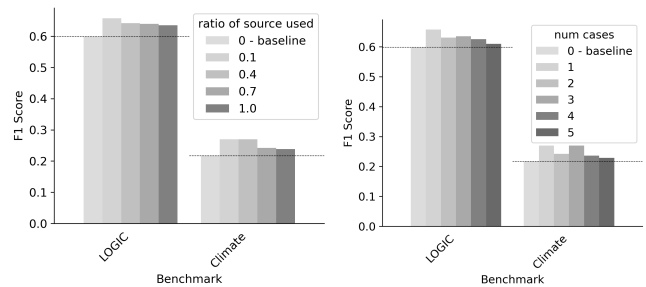 ratio of source used
0 - baseline
0.1
0.4
0.7
1.0
0.6
0.5
0.4
0.3
0.2
0.1
0.0
F1 Score
LOGIC
Climate
Benchmark
num cases
0 - baseline
1
2
3
4
5
0.6
0.5
0.4
0.3
0.2
0.1
0.0
F1 Score
LOGIC
Climate
Benchmark